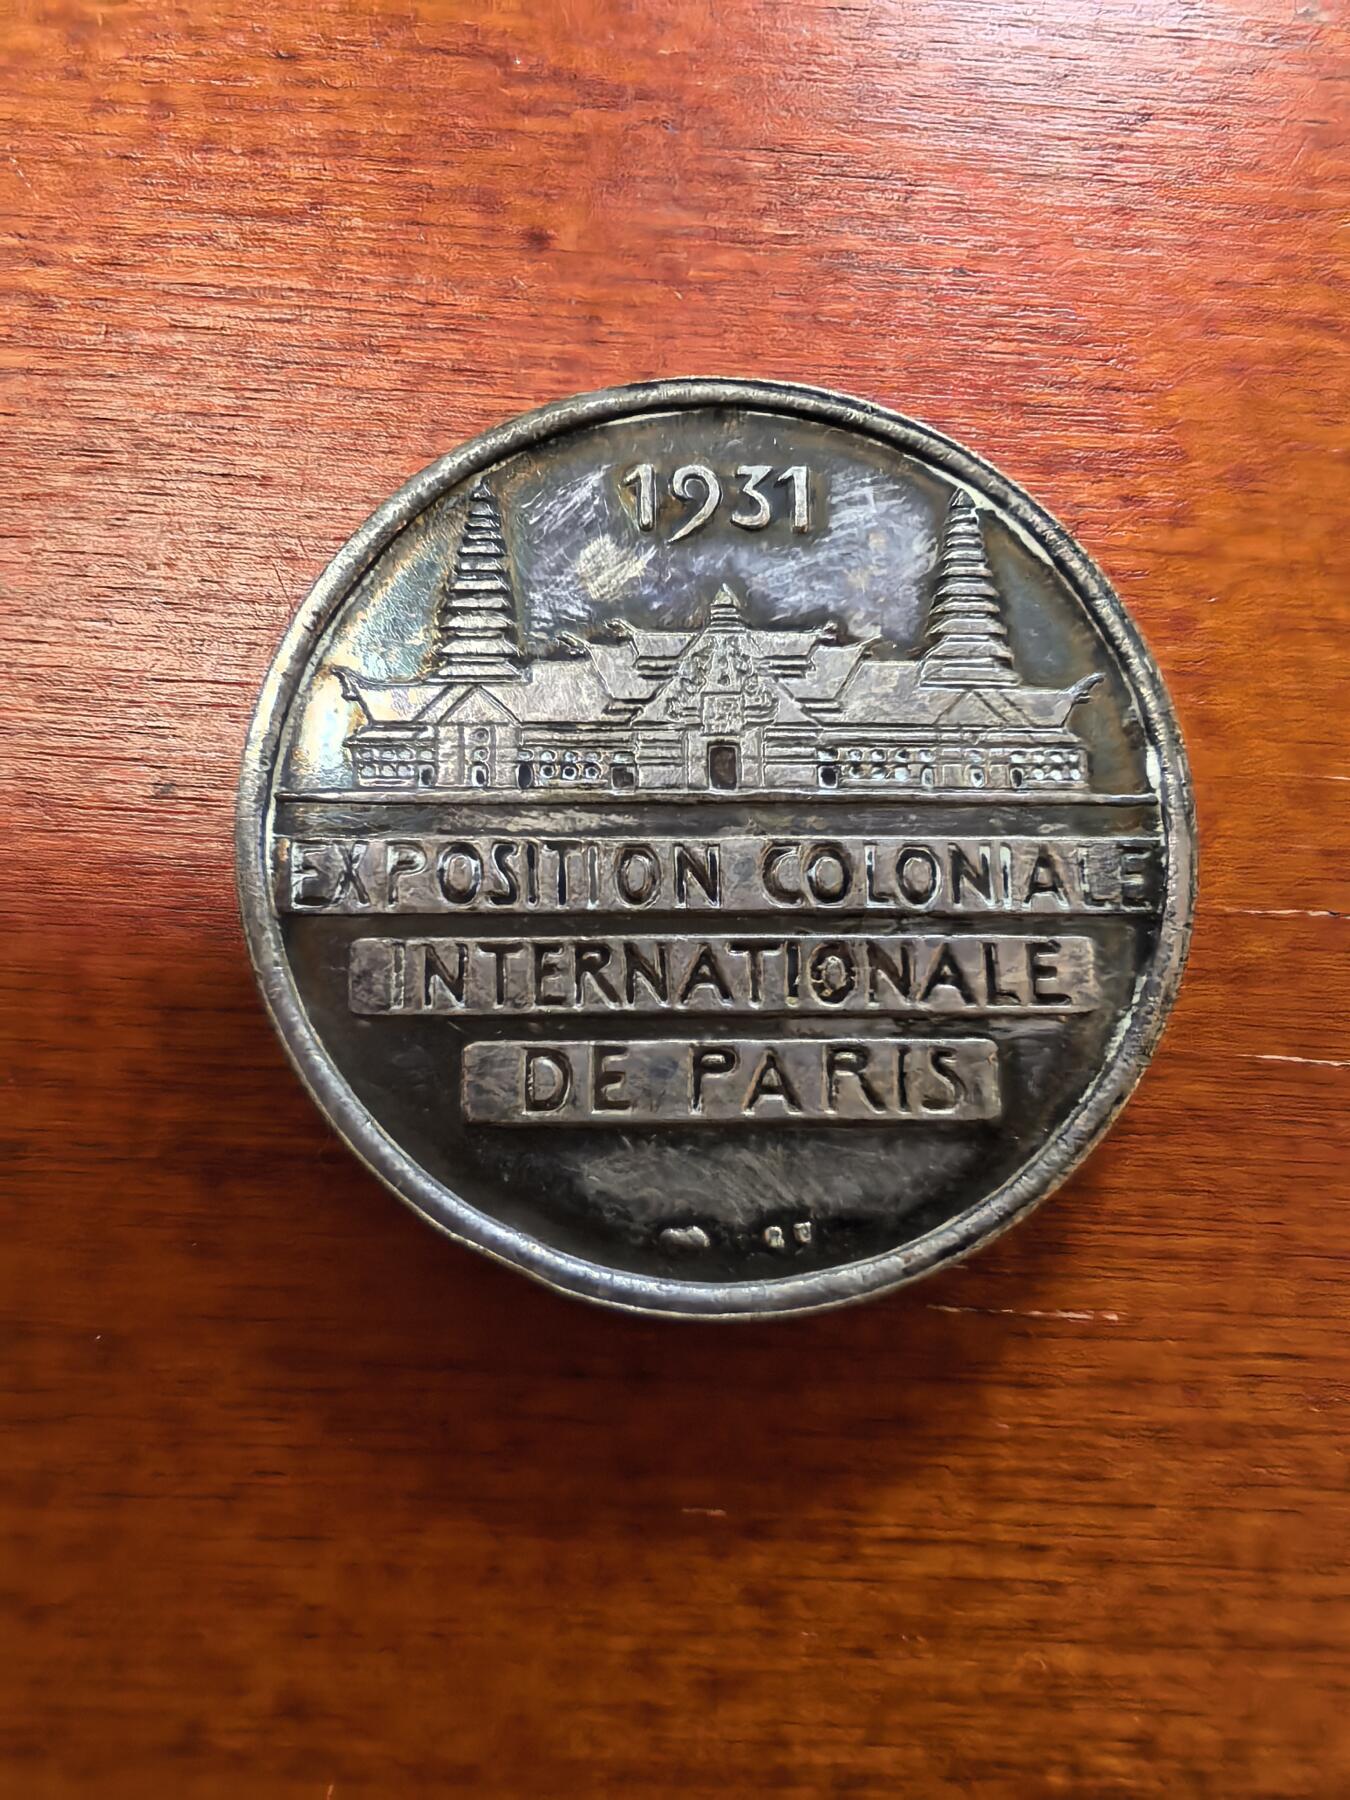 1931
EXPOSITION COLONIALE
INTERNATIONALE
DE PARIS